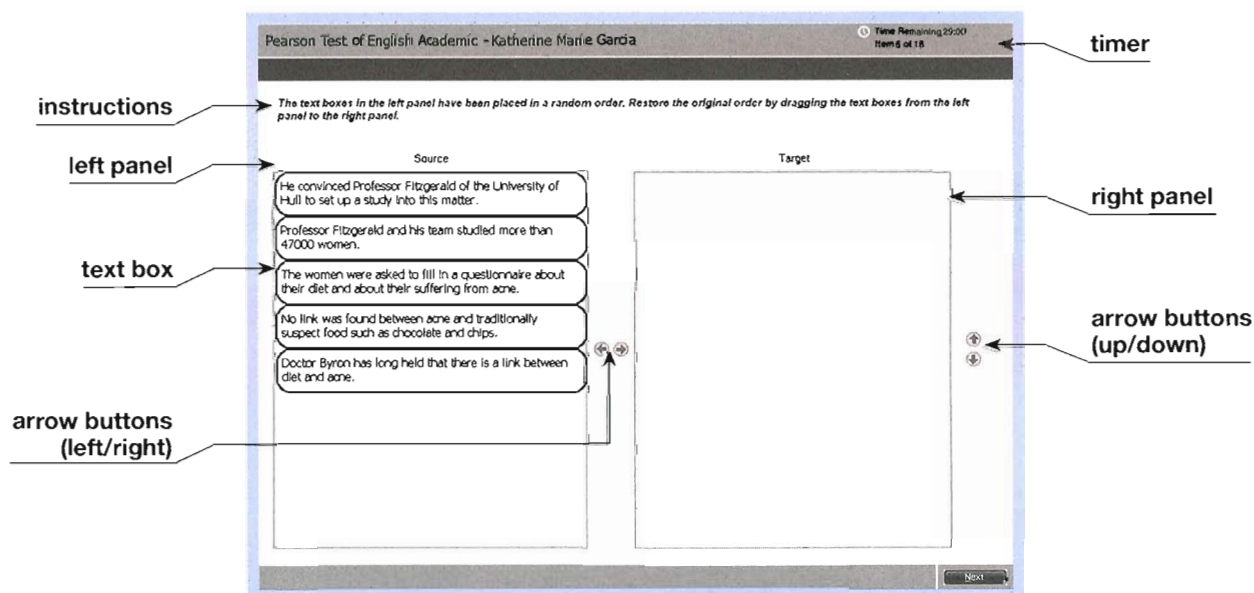 Pearson Test of English Academic - Katherine Marie Garcia
Time Remaining 29:00
Item 6 of 18
timer
instructions
The text boxes in the left panel have been placed in a random order. Restore the original order by dragging the text boxes from the left
panel to the right panel.
left panel
Source
Target
He convinced Professor Fitzgerald of the University of
Hull to set up a study into this matter.
right panel
Professor Fitzgerald and his team studied more than
47000 women.
text box
The women were asked to fill in a questionnaire about
their diet and about their suffering from acne.
No link was found between acne and traditionally
suspect food such as chocolate and chips.
arrow buttons
(up/down)
Doctor Byron has long held that there is a link between
diet and acne.
arrow buttons
(left/right)
Next